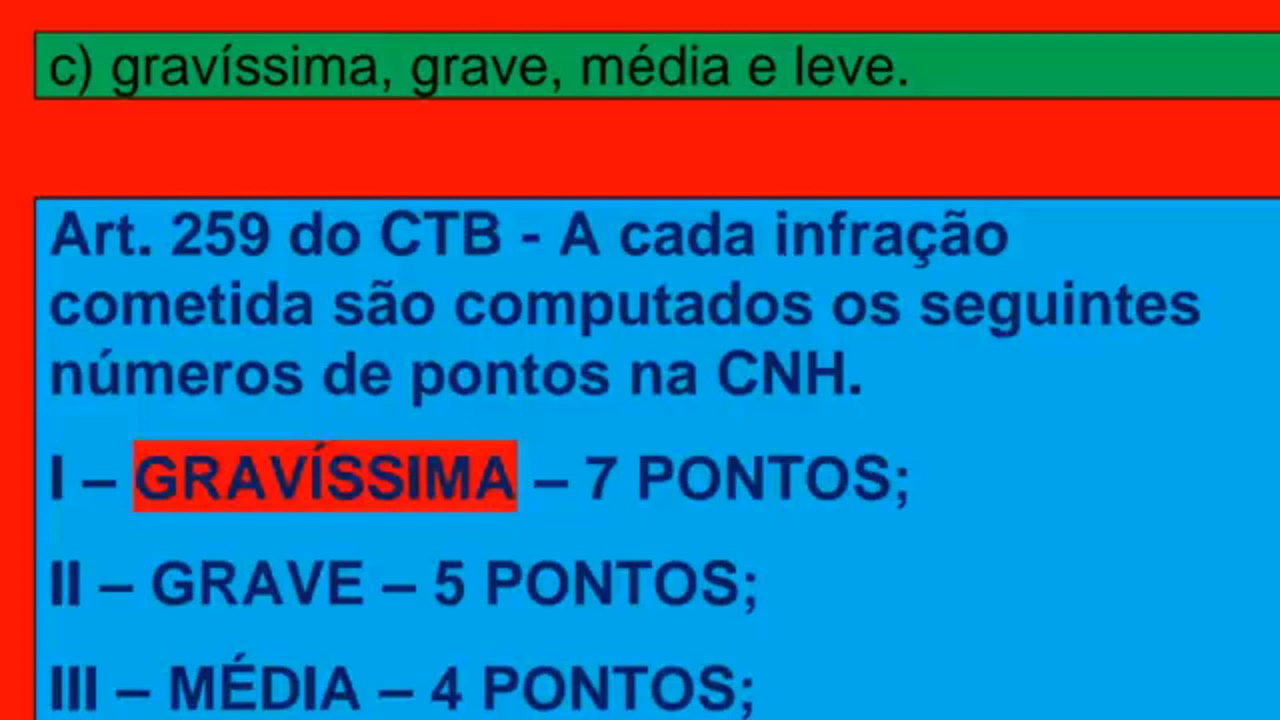 c) gravíssima, grave, média e leve.
Art. 259 do CTB - A cada infração
cometida são computados os seguintes
números de pontos na CNH.
I – GRAVÍSSIMA – 7 PONTOS;
II – GRAVE – 5 PONTOS;
III – MÉDIA – 4 PONTOS;